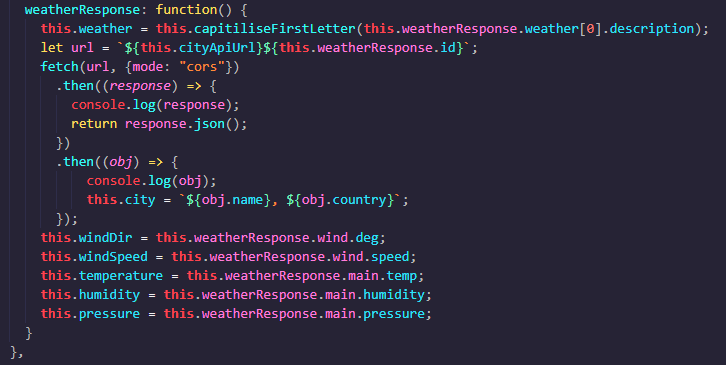 weatherResponse: function() {
this.weather = this.capitiliseFirstLetter(this.weatherResponse.weather[0].description);
let url = `${this.cityApiUrl}${this.weatherResponse.id}`;
fetch(url, {mode: "cors"})
.then((response) => {
console.log(response);
return response.json();
})
.then((obj) => {
console.log(obj);
this.city = `${obj.name}, ${obj.country}`;
});
this.windDir = this.weatherResponse.wind.deg;
this.windSpeed = this.weatherResponse.wind.speed;
this.temperature = this.weatherResponse.main.temp;
this.humidity = this.weatherResponse.main.humidity;
this.pressure = this.weatherResponse.main.pressure;
}
},